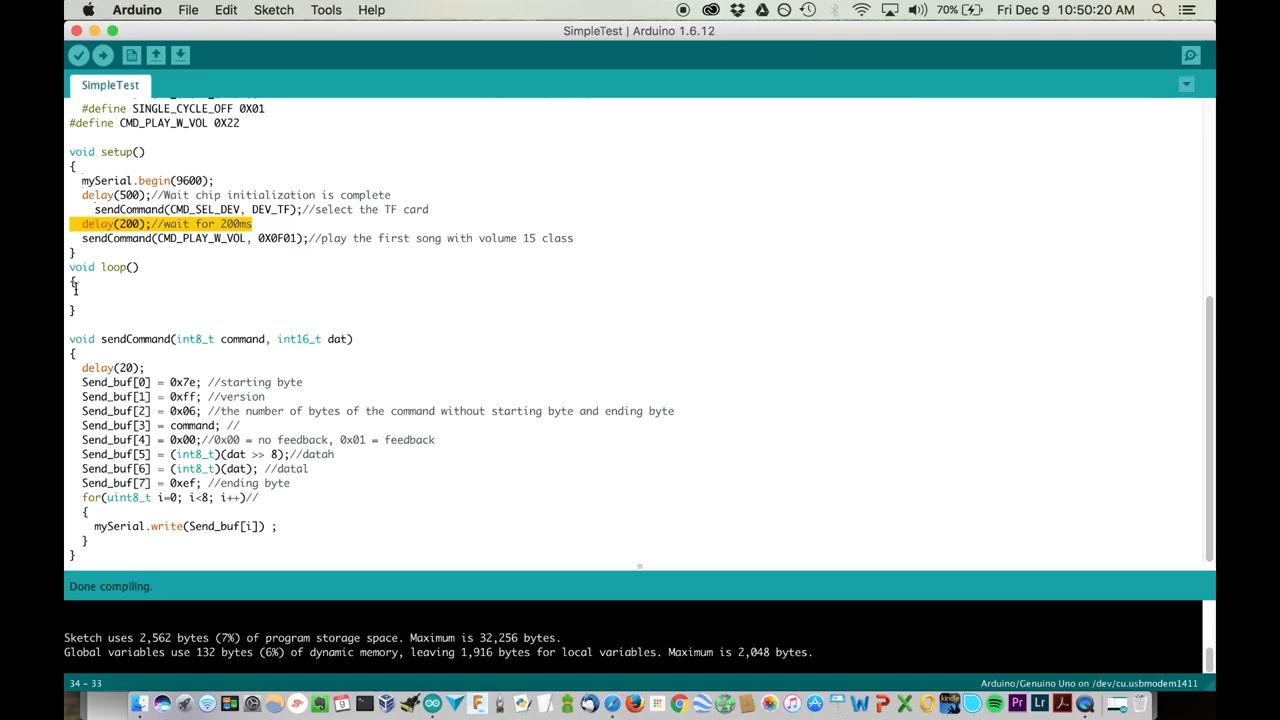 Arduino File Edit Sketch Tools Help 70% Fri Dec 9 10:50:20 AM
SimpleTest | Arduino 1.6.12
SimpleTest
#define SINGLE_CYCLE_OFF 0X01
#define CMD_PLAY_W_VOL 0X22
void setup()
{
mySerial.begin(9600);
delay(500);//Wait chip initialization is complete
sendCommand(CMD_SEL_DEV, DEV_TF);//select the TF card
delay(200);//wait for 200ms
sendCommand(CMD_PLAY_W_VOL, 0X0F01);//play the first song with volume 15 class
}
void loop()
{
}
void sendCommand(int8_t command, int16_t dat)
{
delay(20);
Send_buf[0] = 0x7e; //starting byte
Send_buf[1] = 0xff; //version
Send_buf[2] = 0x06; //the number of bytes of the command without starting byte and ending byte
Send_buf[3] = command; //
Send_buf[4] = 0x00;//0x00 = no feedback, 0x01 = feedback
Send_buf[5] = (int8_t)(dat >> 8);//datah
Send_buf[6] = (int8_t)(dat); //datal
Send_buf[7] = 0xef; //ending byte
for(uint8_t i=0; i<8; i++)//
{
mySerial.write(Send_buf[i]) ;
}
}
Done compiling.
Sketch uses 2,562 bytes (7%) of program storage space. Maximum is 32,256 bytes.
Global variables use 132 bytes (6%) of dynamic memory, leaving 1,916 bytes for local variables. Maximum is 2,048 bytes.
34 - 33
Arduino/Genuino Uno on /dev/cu.usbmodem1411